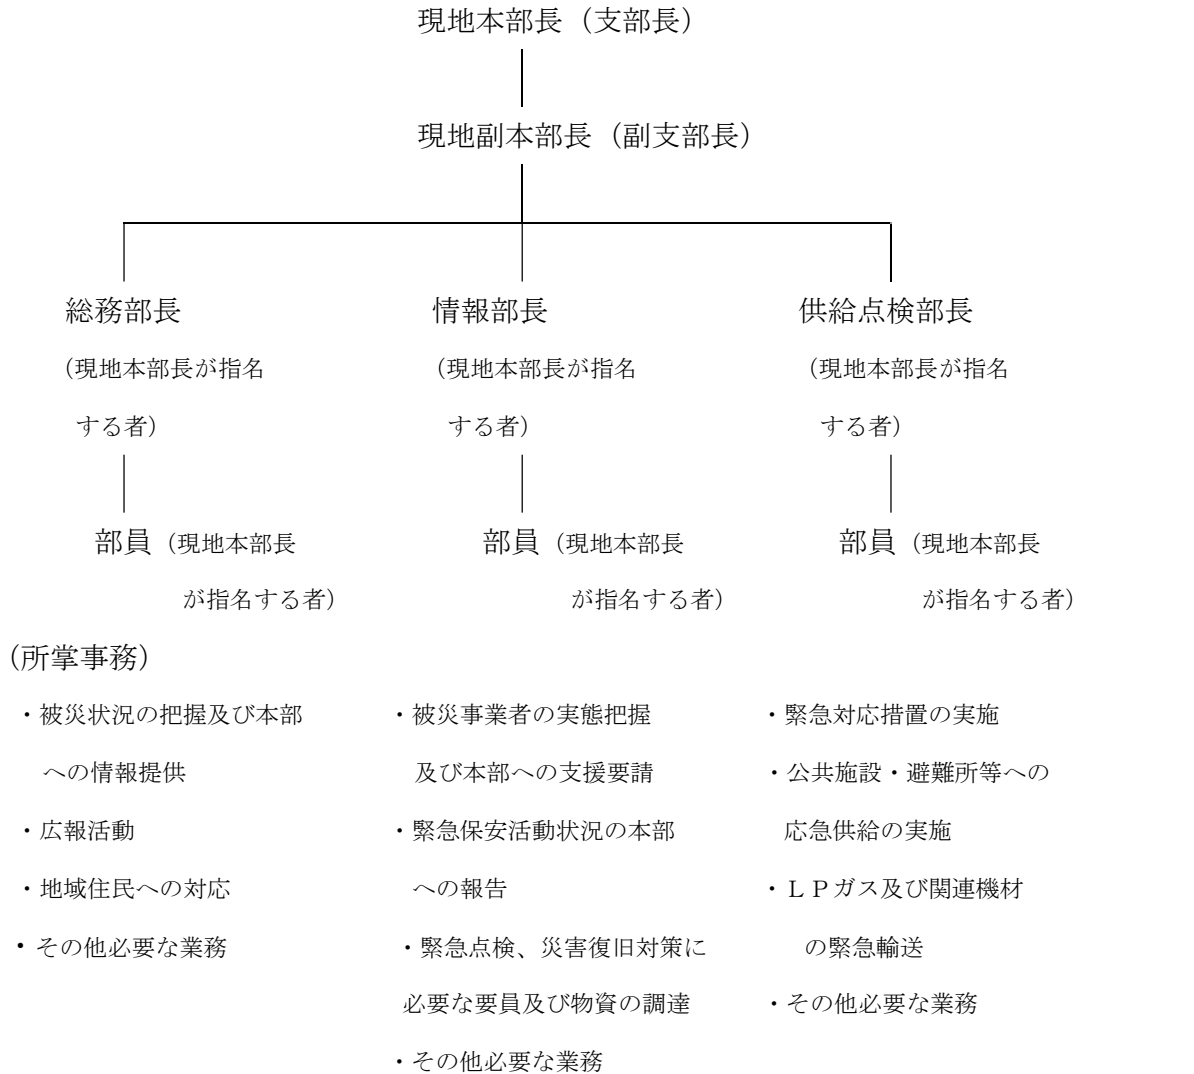 現地本部長（支部長）
現地副本部長（副支部長）
総務部長
（現地本部長が指名
する者）
部員（現地本部長
が指名する者）
情報部長
（現地本部長が指名
する者）
部員（現地本部長
が指名する者）
供給点検部長
（現地本部長が指名
する者）
部員（現地本部長
が指名する者）
（所掌事務）
・被災状況の把握及び本部
への情報提供
・広報活動
・地域住民への対応
・その他必要な業務
・被災事業者の実態把握
及び本部への支援要請
・緊急保安活動状況の本部
への報告
・緊急点検、災害復旧対策に
必要な要員及び物資の調達
・その他必要な業務
・緊急対応措置の実施
・公共施設・避難所等への
応急供給の実施
・ＬＰガス及び関連機材
の緊急輸送
・その他必要な業務